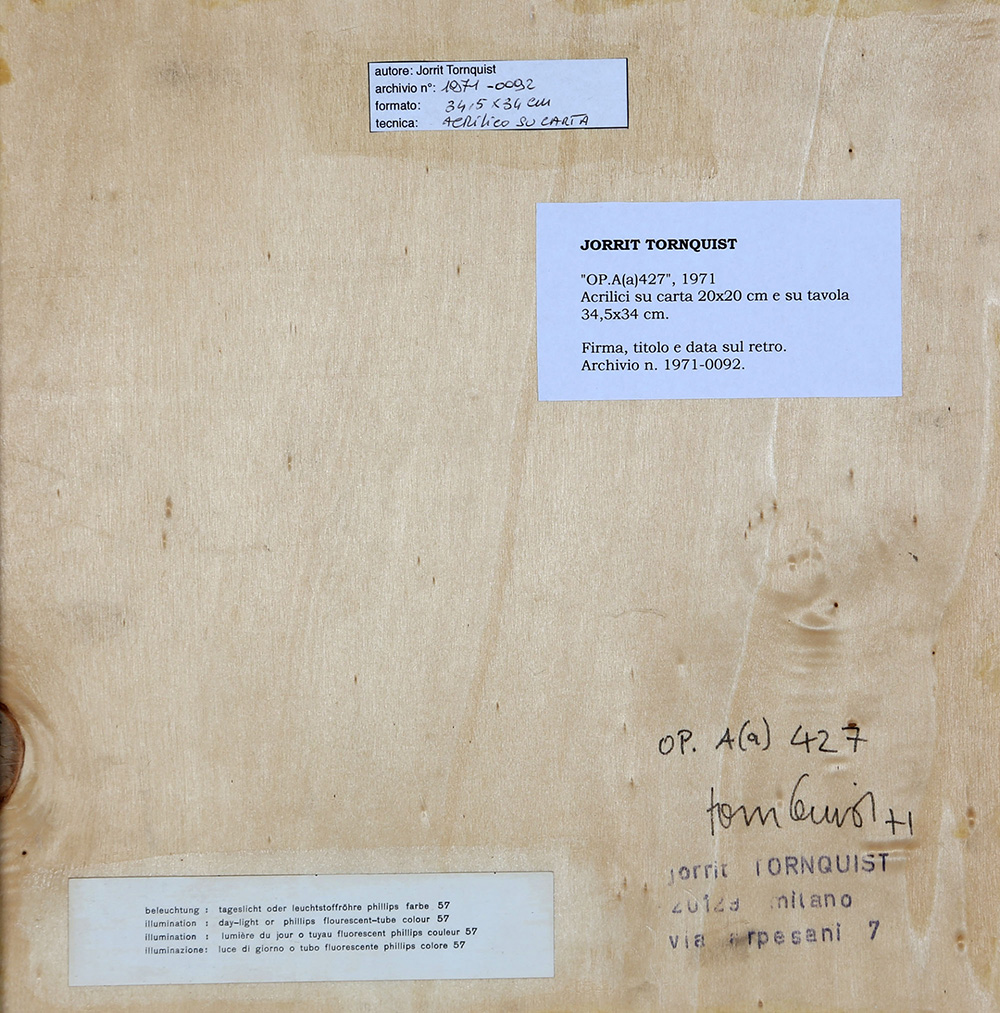 autore: Jorrit Tornquist
archivio n°: 1971-0092
formato: 34,5 x 34 cm
tecnica: ACRILICO SU CARTA
JORRIT TORNQUIST
"OP.A(a)427", 1971
Acrilici su carta 20x20 cm e su tavola
34,5x34 cm.
Firma, titolo e data sul retro.
Archivio n. 1971-0092.
OP. A(a) 427
tornquist 71
jorrit TORNQUIST
20129 milano
via 7
beleuchtung : tageslicht oder leuchtstoffröhre phillips farbe 57
illumination : day-light or phillips flourescent-tube colour 57
illumination : lumière du jour o tuyau fluorescent phillips couleur 57
illuminazione: luce di giorno o tubo fluorescente phillips colore 57